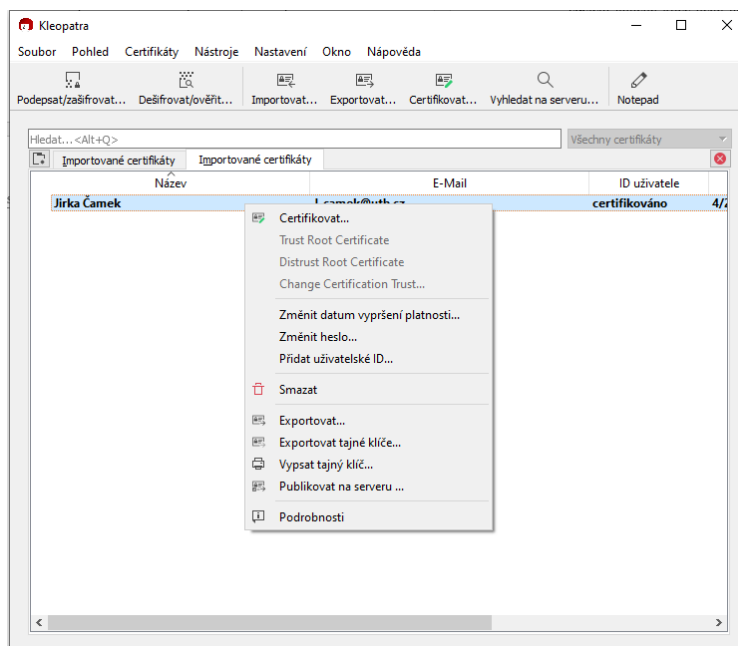 Kleopatra
Soubor Pohled Certifikáty Nástroje Nastavení Okno Nápověda
Podepsat/zašifrovat... Dešifrovat/ověřit... Importovat... Exportovat... Certifikovat... Vyhledat na serveru... Notepad
Hledat...<Alt+Q> Všechny certifikáty
Importované certifikáty Importované certifikáty
Název E-Mail ID uživatele
Jirka Čamek certifikováno
Certifikovat...
Trust Root Certificate
Distrust Root Certificate
Change Certification Trust...
Změnit datum vypršení platnosti...
Změnit heslo...
Přidat uživatelské ID...
Smazat
Exportovat...
Exportovat tajné klíče...
Vypsat tajný klíč...
Publikovat na serveru ...
Podrobnosti